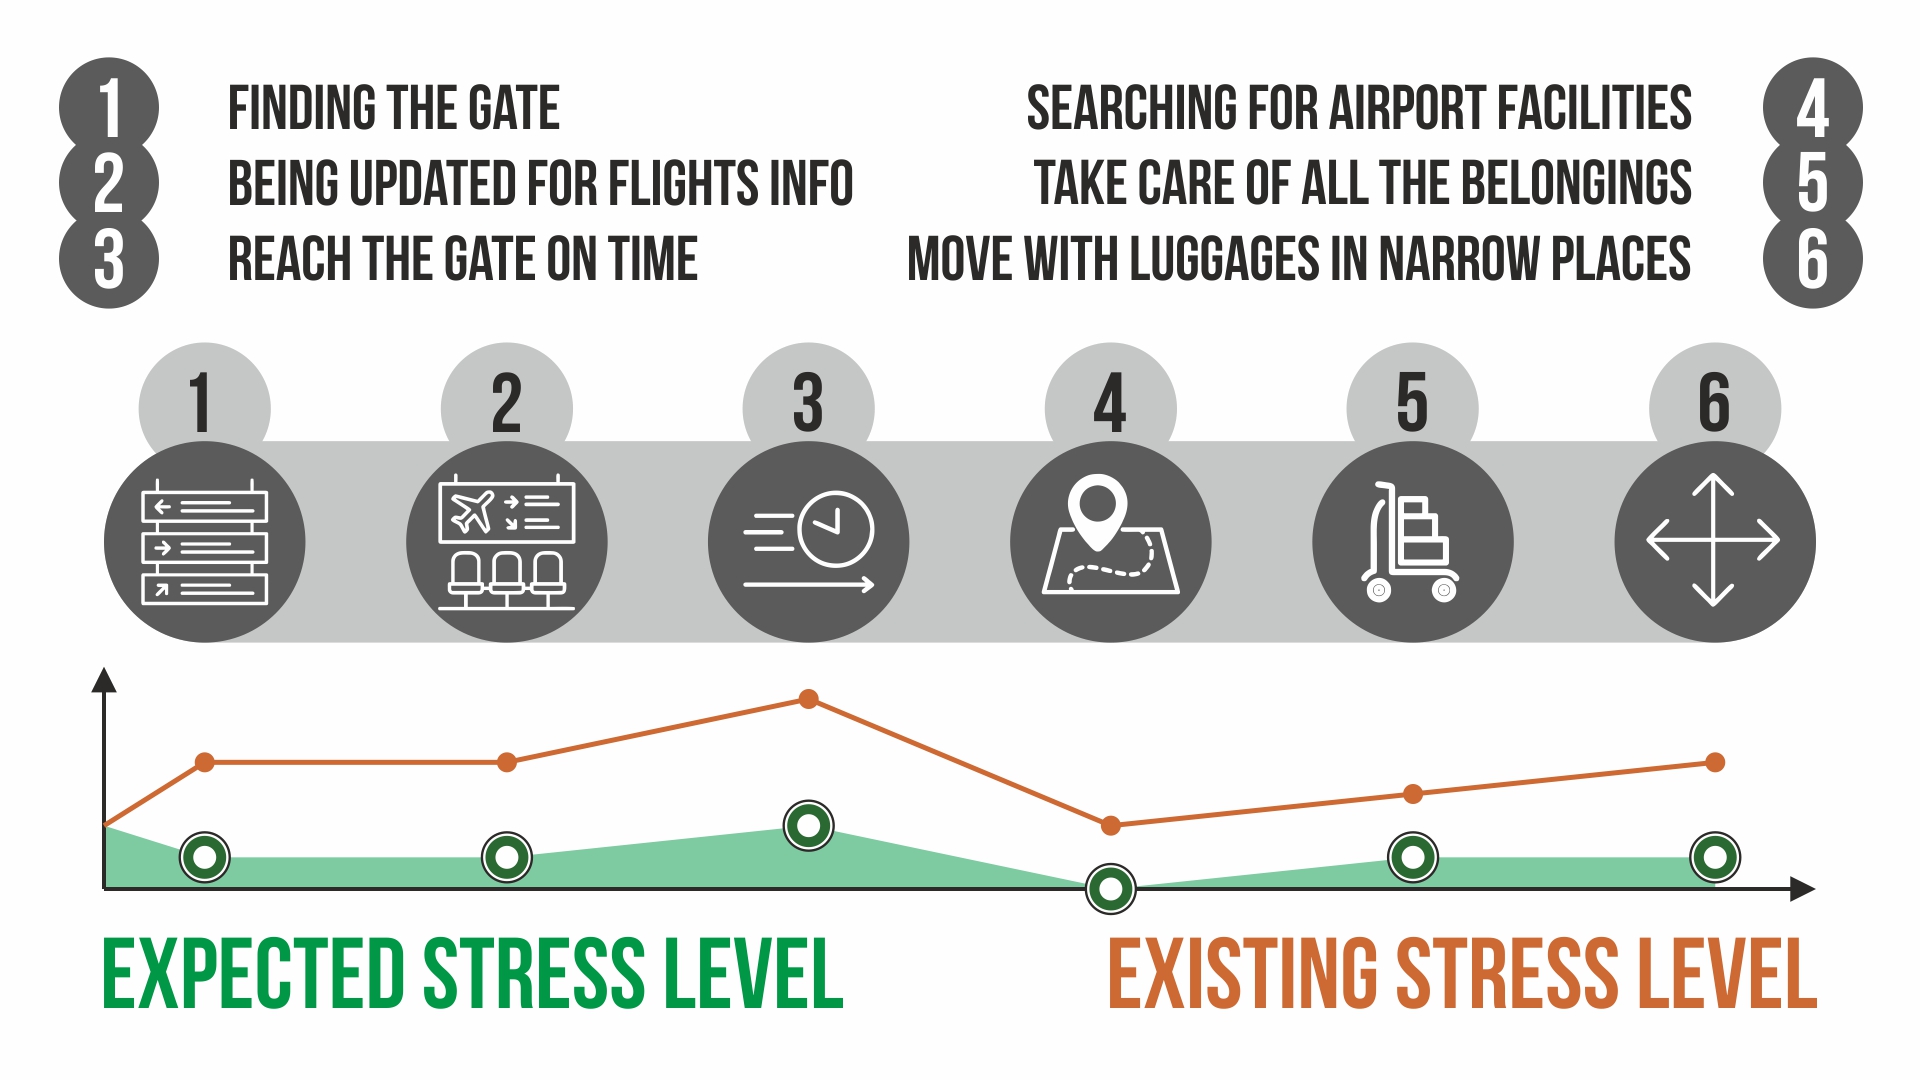 1 FINDING THE GATE
2 BEING UPDATED FOR FLIGHTS INFO
3 REACH THE GATE ON TIME
SEARCHING FOR AIRPORT FACILITIES 4
TAKE CARE OF ALL THE BELONGINGS 5
MOVE WITH LUGGAGES IN NARROW PLACES 6
1 2 3 4 5 6
EXPECTED STRESS LEVEL
EXISTING STRESS LEVEL